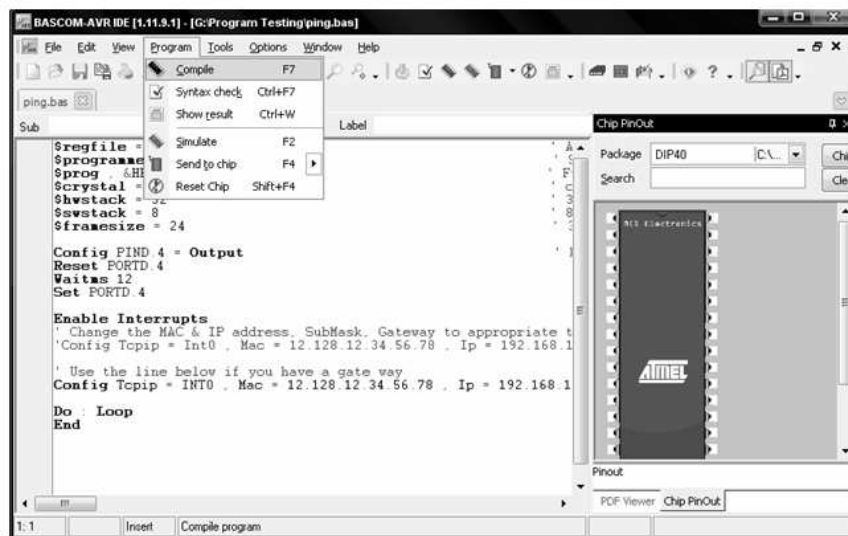 BASCOM-AVR IDE [1.11.9.1] - [G:\Program Testing\ping.bas]
File Edit View Program Tools Options Window Help
ping.bas
Compile F7
Syntax check Ctrl+F7
Show result Ctrl+W
Simulate F2
Send to chip F4
Reset Chip Shift+F4
Sub
Label
$regfile =
$programme
$prog
$crystal =
$hwstack = 32
$swstack = 8
$framesize = 24
Config PIND.4 = Output
Reset PORTD.4
Waitms 12
Set PORTD.4
Enable Interrupts
' Change the MAC & IP address, SubMask, Gateway to appropriate t
'Config Tcpip = Int0 , Mac = 12.128.12.34.56.78 , Ip = 192.168.1
' Use the line below if you have a gate way
Config Tcpip = INT0 , Mac = 12.128.12.34.56.78 , Ip = 192.168.1
Do : Loop
End
Chip PinOut
Package DIP40 C:\...
Chi
Search
Cle
MCS Electronics
ATMEL
Pinout
PDF Viewer Chip PinOut
1: 1 Insert Compile program